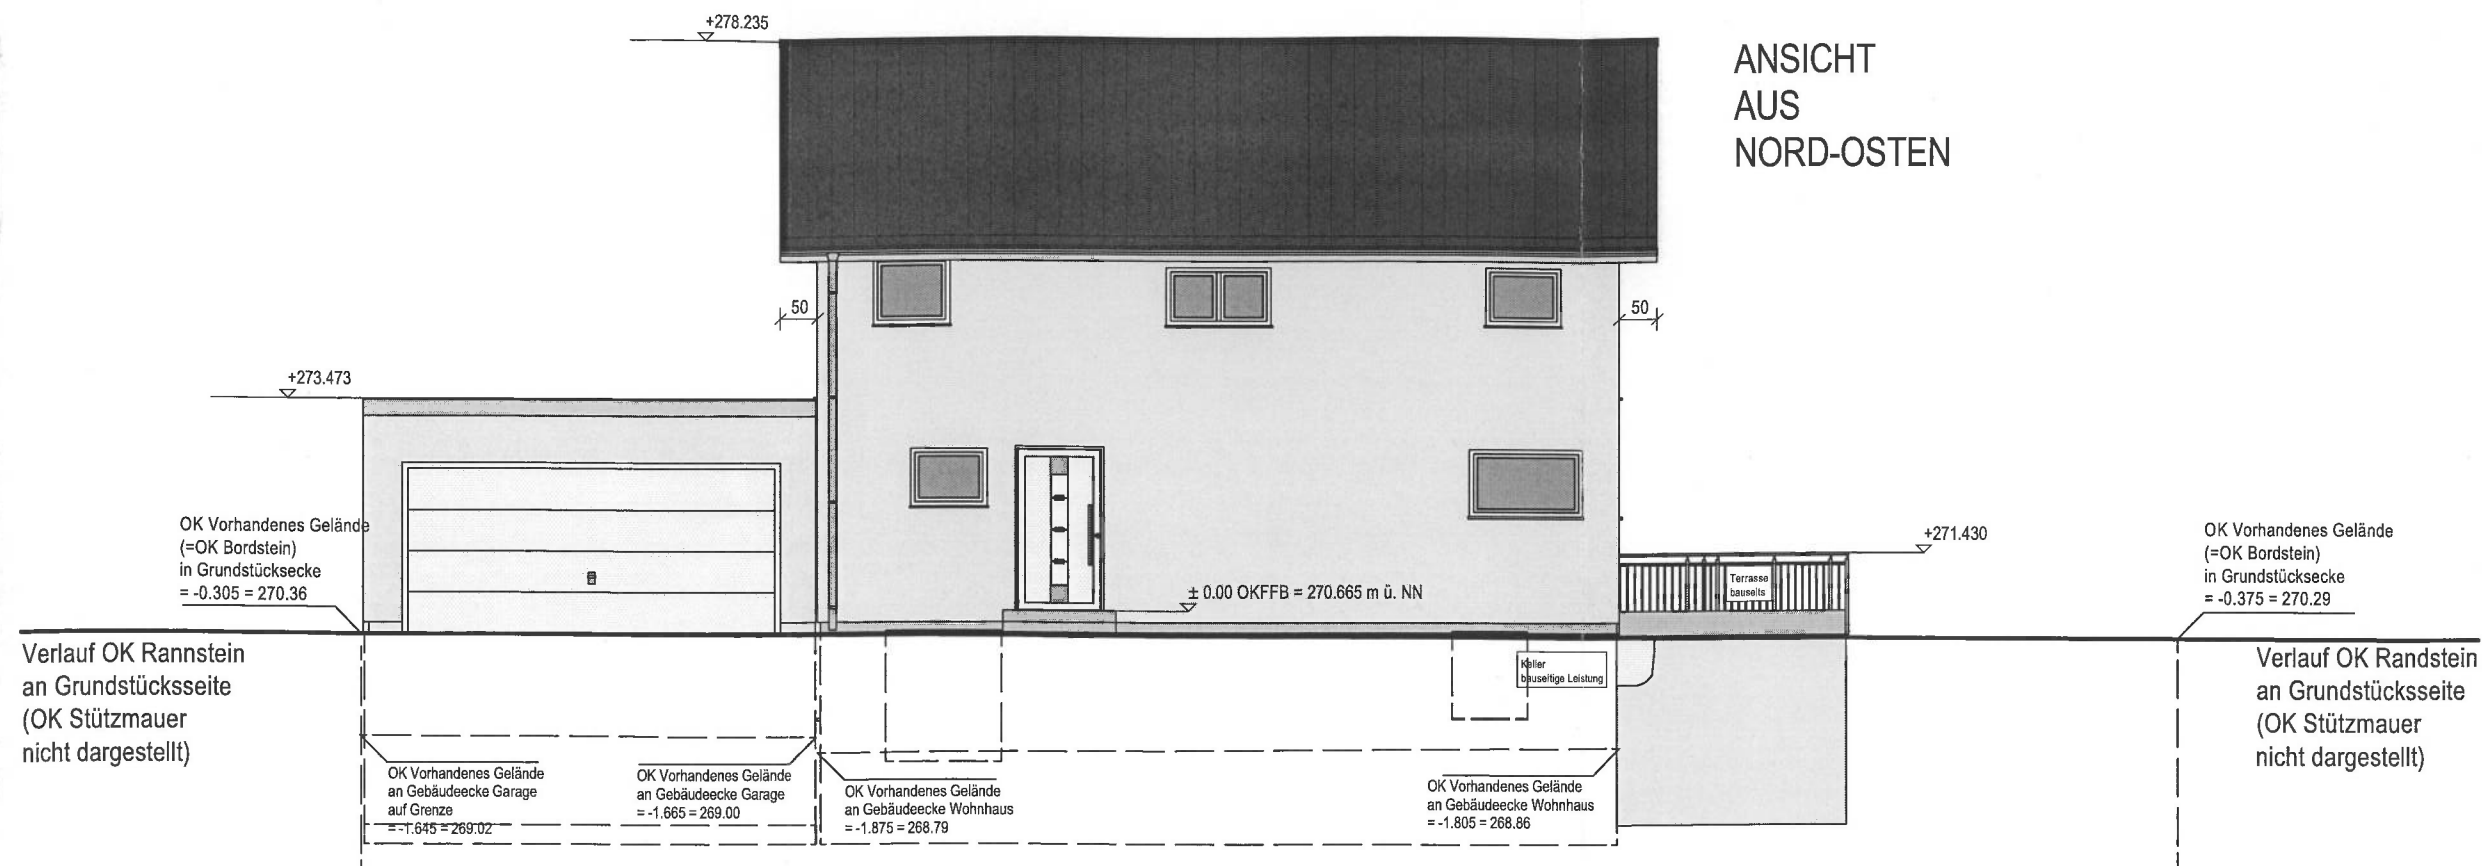 +278.235
ANSICHT
AUS
NORD-OSTEN
50
50
+273.473
OK Vorhandenes Gelände
(=OK Bordstein)
in Grundstücksecke
= -0.305 = 270.36
± 0.00 OKFFB = 270.665 m ü. NN
Terrasse
bauseits
+271.430
OK Vorhandenes Gelände
(=OK Bordstein)
in Grundstücksecke
= -0.375 = 270.29
Verlauf OK Rannstein
an Grundstücksseite
(OK Stützmauer
nicht dargestellt)
Keller
bauseitige Leistung
Verlauf OK Randstein
an Grundstücksseite
(OK Stützmauer
nicht dargestellt)
OK Vorhandenes Gelände
an Gebäudeecke Garage
auf Grenze
= -1.645 = 269.02
OK Vorhandenes Gelände
an Gebäudeecke Garage
= -1.665 = 269.00
OK Vorhandenes Gelände
an Gebäudeecke Wohnhaus
= -1.875 = 268.79
OK Vorhandenes Gelände
an Gebäudeecke Wohnhaus
= -1.805 = 268.86